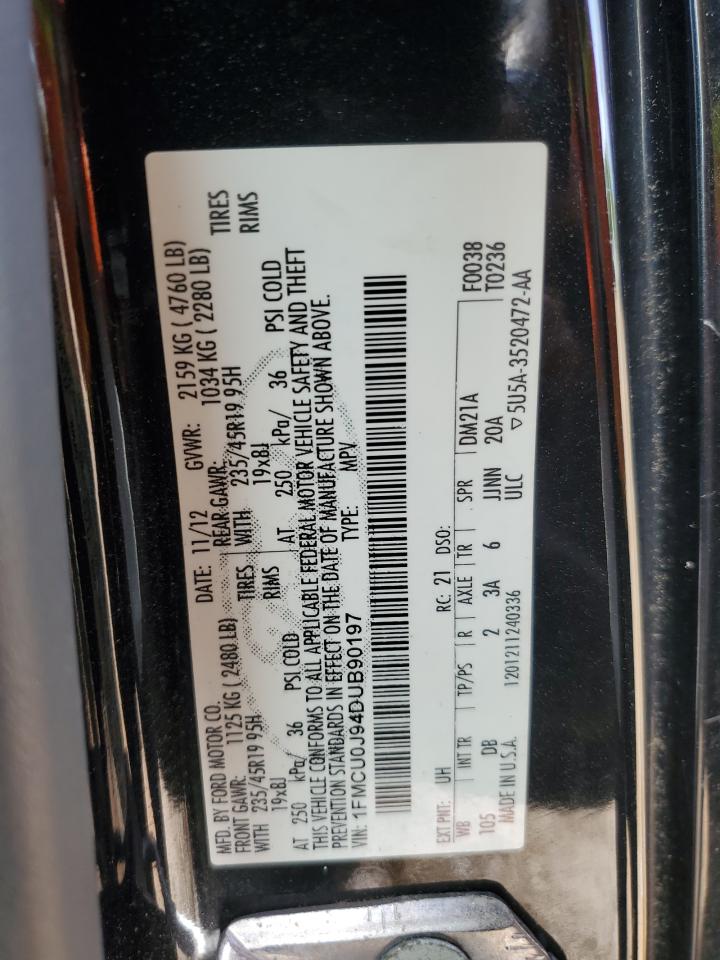 MFD. BY FORD MOTOR CO. DATE: 11/12 GVWR: 2159 KG ( 4760 LB)
FRONT GAWR: 1125 KG ( 2480 LB) REAR GAWR: 1034 KG ( 2280 LB)
WITH 235/45R19 95H TIRES WITH 235/45R19 95H TIRES
19x8J RIMS 19x8J RIMS
AT 250 kPa/ 36 PSI COLD AT 250 kPa/ 36 PSI COLD
THIS VEHICLE CONFORMS TO ALL APPLICABLE FEDERAL MOTOR VEHICLE SAFETY AND THEFT
PREVENTION STANDARDS IN EFFECT ON THE DATE OF MANUFACTURE SHOWN ABOVE.
VIN: 1FMCU0J94DUB90197 TYPE: MPV
EXT PNT: UH RC: 21 DSO: F0038
T0236
WB INT TR TP/PS R AXLE TR SPR DM21A
105 DB 2 3A 6 JJNN 20A
MADE IN U.S.A. 1201211240336 ULC ▽5U5A-3520472-AA